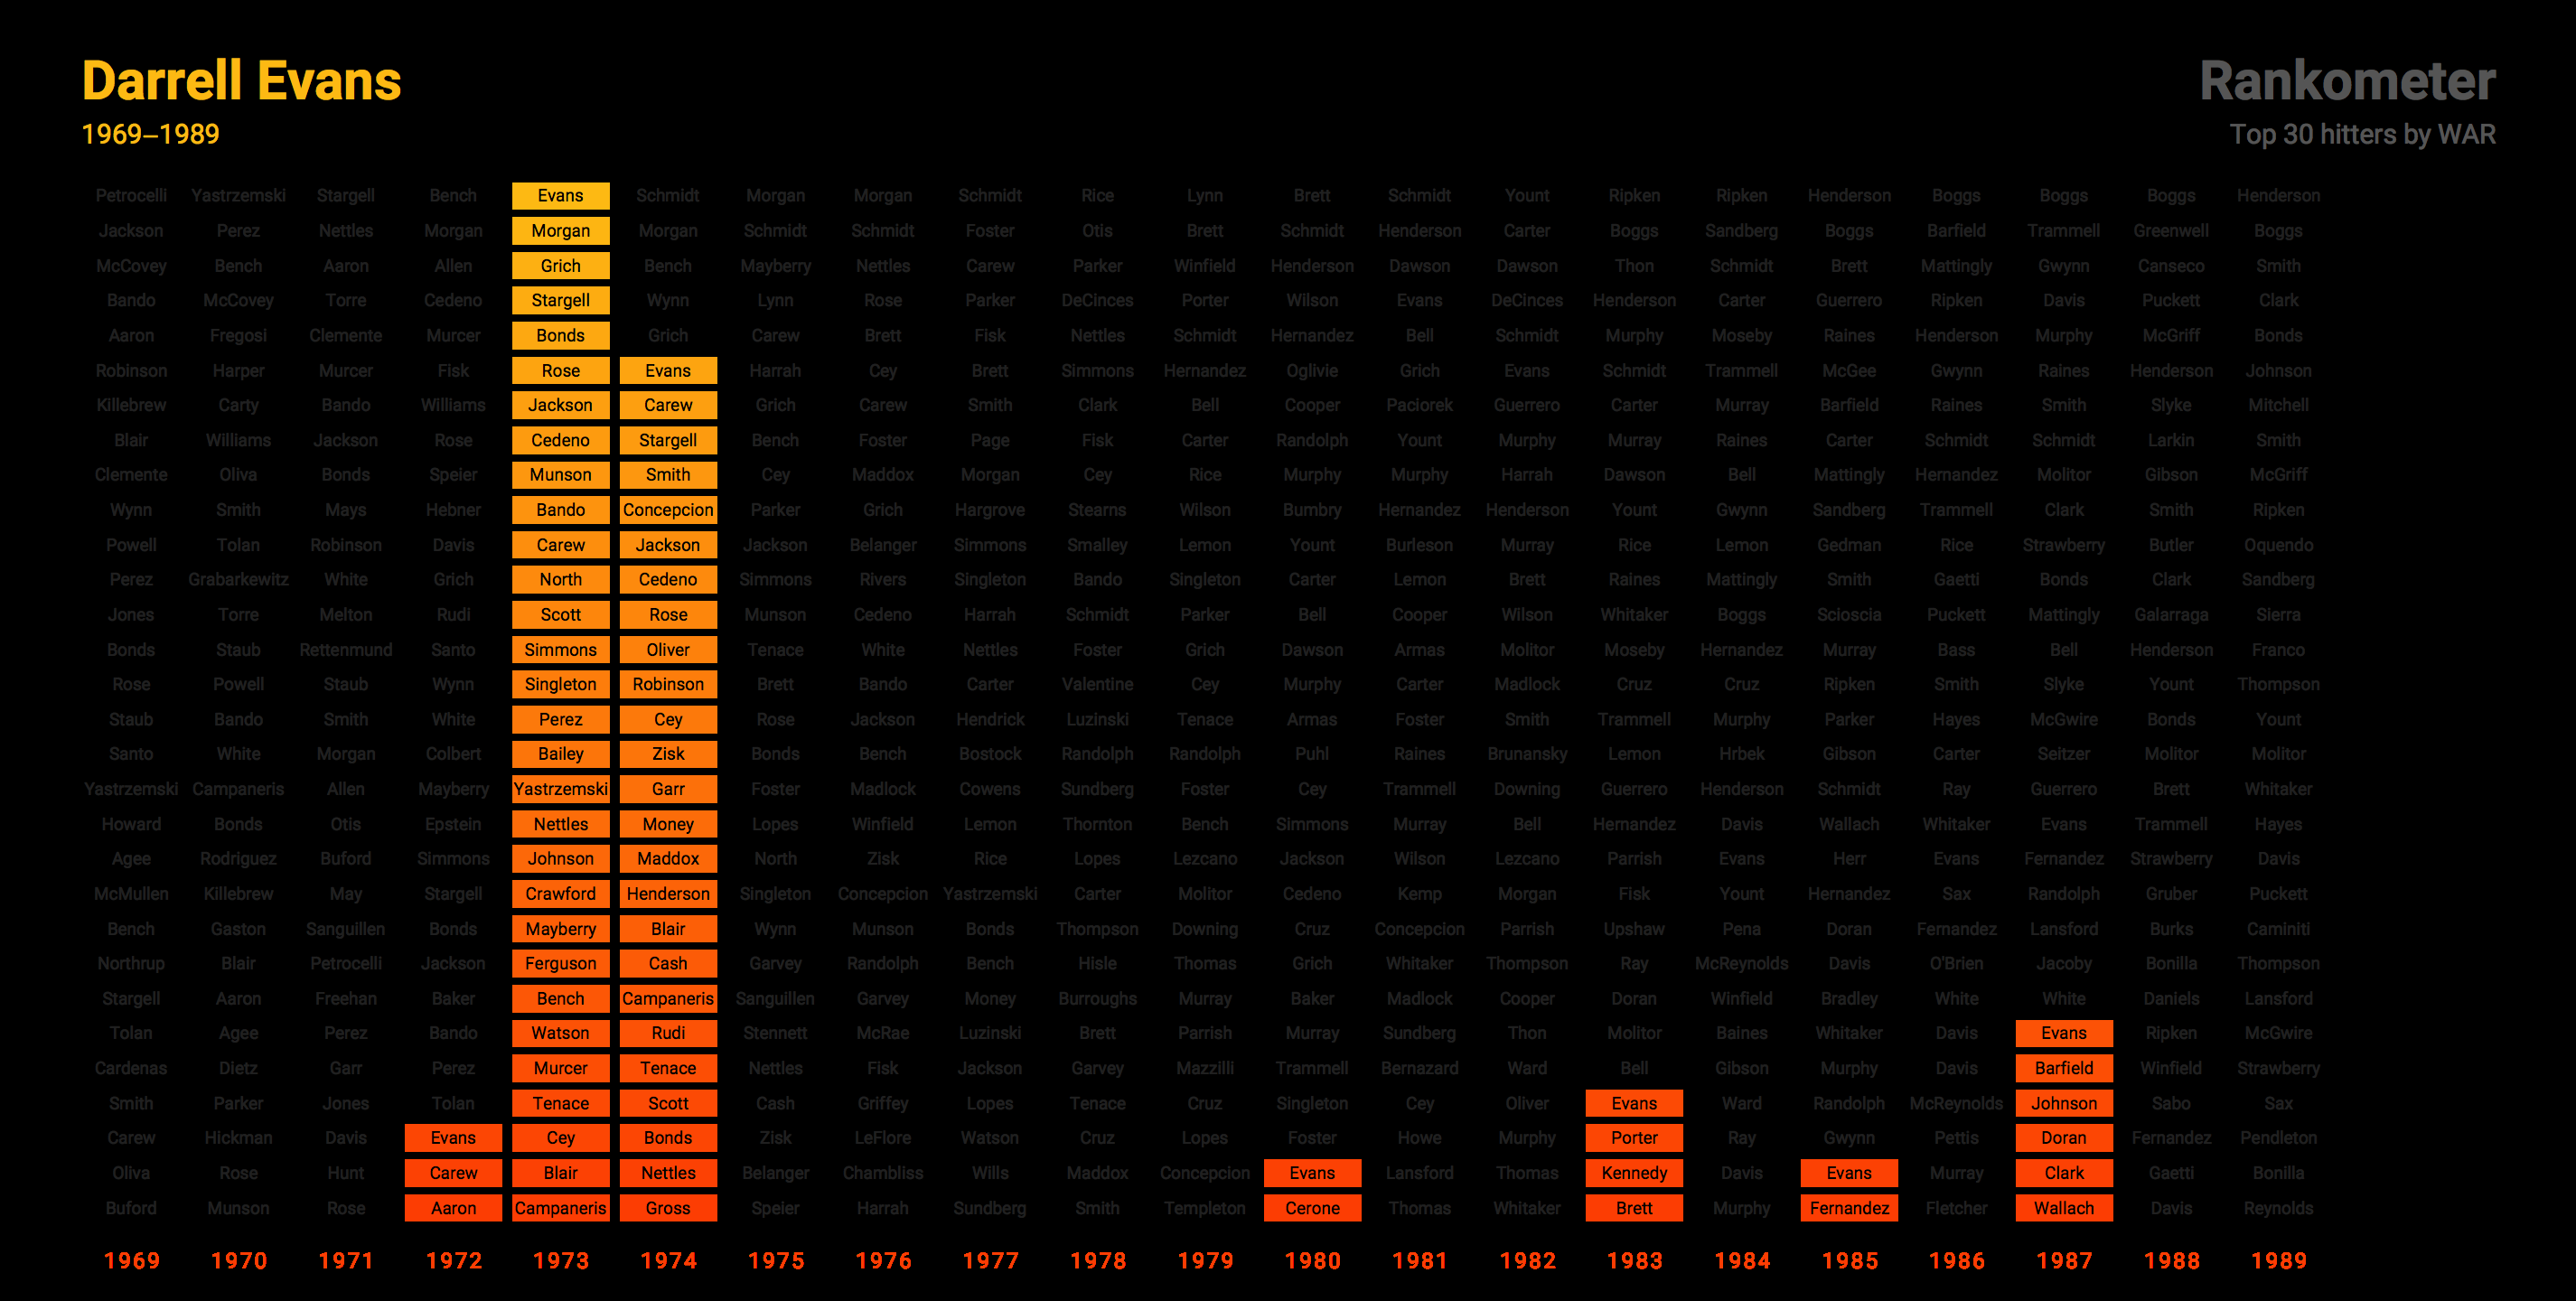 Darrell Evans Rankometer
1969–1989 Top 30 hitters by WAR
Petrocelli Yastrzemski Stargell Bench Evans Schmidt Morgan Morgan Schmidt Rice Lynn Brett Schmidt Yount Ripken Ripken Henderson Boggs Boggs Boggs Henderson
Jackson Perez Nettles Morgan Morgan Morgan Schmidt Schmidt Foster Otis Brett Schmidt Henderson Carter Boggs Sandberg Boggs Barfield Trammell Greenwell Boggs
McCovey Bench Aaron Allen Grich Bench Mayberry Nettles Carew Parker Winfield Henderson Dawson Dawson Thon Schmidt Brett Mattingly Gwynn Canseco Smith
Bando McCovey Torre Cedeno Stargell Wynn Lynn Rose Parker DeCinces Porter Wilson Evans DeCinces Henderson Carter Guerrero Ripken Davis Puckett Clark
Aaron Fregosi Clemente Murcer Bonds Grich Carew Brett Fisk Nettles Schmidt Hernandez Bell Schmidt Murphy Moseby Raines Henderson Murphy McGriff Bonds
Robinson Harper Murcer Fisk Rose Evans Harrah Cey Brett Simmons Hernandez Oglivie Grich Evans Schmidt Trammell McGee Gwynn Raines Henderson Johnson
Killebrew Carty Bando Williams Jackson Carew Grich Carew Smith Clark Bell Cooper Paciorek Guerrero Carter Murray Barfield Raines Smith Slyke Mitchell
Blair Williams Jackson Rose Cedeno Stargell Bench Foster Page Fisk Carter Randolph Yount Murphy Murray Raines Carter Schmidt Schmidt Larkin Smith
Clemente Oliva Bonds Speier Munson Smith Cey Maddox Morgan Cey Rice Murphy Murphy Harrah Dawson Bell Mattingly Hernandez Molitor Gibson McGriff
Wynn Smith Mays Hebner Bando Concepcion Parker Grich Hargrove Stearns Wilson Bumbry Hernandez Henderson Yount Gwynn Sandberg Trammell Clark Smith Ripken
Powell Tolan Robinson Davis Carew Jackson Jackson Belanger Simmons Smalley Lemon Yount Burleson Murray Rice Lemon Gedman Rice Strawberry Butler Oquendo
Perez Grabarkewitz White Grich North Cedeno Simmons Rivers Singleton Bando Singleton Carter Lemon Brett Raines Mattingly Smith Gaetti Bonds Clark Sandberg
Jones Torre Melton Rudi Scott Rose Munson Cedeno Harrah Schmidt Parker Bell Cooper Wilson Whitaker Boggs Scioscia Puckett Mattingly Galarraga Sierra
Bonds Staub Rettenmund Santo Simmons Oliver Tenace White Nettles Foster Grich Dawson Armas Molitor Moseby Hernandez Murray Bass Bell Henderson Franco
Rose Powell Staub Wynn Singleton Robinson Brett Bando Carter Valentine Cey Murphy Carter Madlock Cruz Cruz Ripken Smith Slyke Yount Thompson
Staub Bando Smith White Perez Cey Rose Jackson Hendrick Luzinski Tenace Armas Foster Smith Trammell Murphy Parker Hayes McGwire Bonds Yount
Santo White Morgan Colbert Bailey Zisk Bonds Bench Bostock Randolph Randolph Puhl Raines Brunansky Lemon Hrbek Gibson Carter Seitzer Molitor Molitor
Yastrzemski Campaneris Allen Mayberry Yastrzemski Garr Foster Madlock Cowens Sundberg Foster Cey Trammell Downing Guerrero Henderson Schmidt Ray Guerrero Brett Whitaker
Howard Bonds Otis Epstein Nettles Money Lopes Winfield Lemon Thornton Bench Simmons Murray Bell Hernandez Davis Wallach Whitaker Evans Trammell Hayes
Agee Rodriguez Buford Simmons Johnson Maddox North Zisk Rice Lopes Lezcano Jackson Wilson Lezcano Parrish Evans Herr Evans Fernandez Strawberry Davis
McMullen Killebrew May Stargell Crawford Henderson Singleton Concepcion Yastrzemski Carter Molitor Cedeno Kemp Morgan Fisk Yount Hernandez Sax Randolph Gruber Puckett
Bench Gaston Sanguillen Bonds Mayberry Blair Wynn Munson Bonds Thompson Downing Cruz Concepcion Parrish Upshaw Pena Doran Fernandez Lansford Burks Caminiti
Northrup Blair Petrocelli Jackson Ferguson Cash Garvey Randolph Bench Hisle Thomas Grich Whitaker Thompson Ray McReynolds Davis O'Brien Jacoby Bonilla Thompson
Stargell Aaron Freehan Baker Bench Campaneris Sanguillen Garvey Money Burroughs Murray Baker Madlock Cooper Doran Winfield Bradley White White Daniels Lansford
Tolan Agee Perez Bando Watson Rudi Stennett McRae Luzinski Brett Parrish Murray Sundberg Thon Molitor Baines Whitaker Davis Evans Ripken McGwire
Cardenas Dietz Garr Perez Murcer Tenace Nettles Fisk Jackson Garvey Mazzilli Trammell Bernazard Ward Bell Gibson Murphy Davis Barfield Winfield Strawberry
Smith Parker Jones Tolan Tenace Scott Cash Griffey Lopes Tenace Cruz Singleton Cey Oliver Evans Ward Randolph McReynolds Johnson Sabo Sax
Carew Hickman Davis Evans Cey Bonds Zisk LeFlore Watson Cruz Lopes Foster Howe Murphy Porter Ray Gwynn Pettis Doran Fernandez Pendleton
Oliva Rose Hunt Carew Blair Nettles Belanger Chambliss Wills Maddox Concepcion Evans Lansford Thomas Kennedy Davis Evans Murray Clark Gaetti Bonilla
Buford Munson Rose Aaron Campaneris Gross Speier Harrah Sundberg Smith Templeton Cerone Thomas Whitaker Brett Murphy Fernandez Fletcher Wallach Davis Reynolds
1969 1970 1971 1972 1973 1974 1975 1976 1977 1978 1979 1980 1981 1982 1983 1984 1985 1986 1987 1988 1989